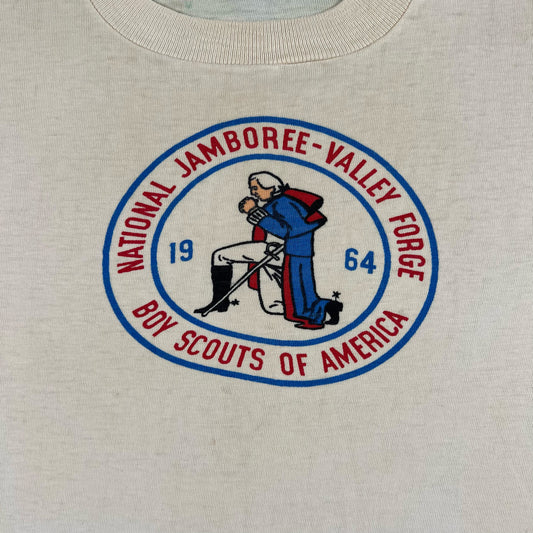 NATIONAL JAMBOREE-VALLEY FORGE
19 64
BOY SCOUTS OF AMERICA